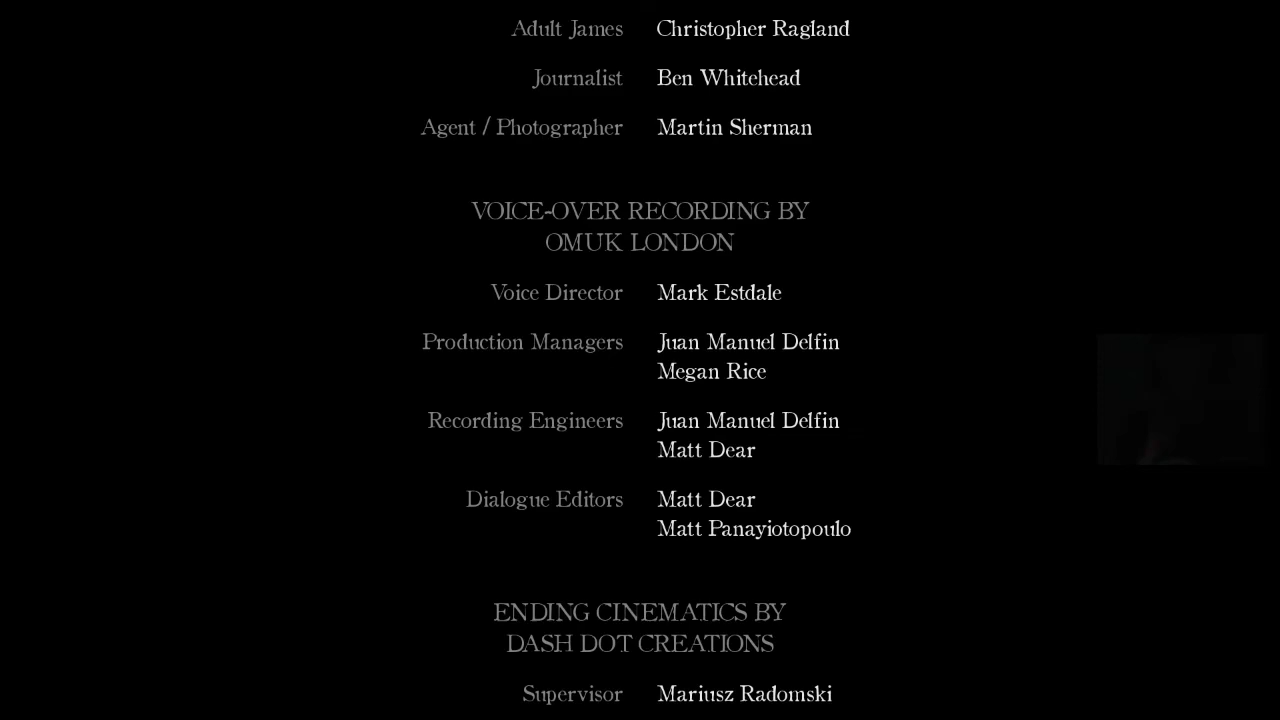 Adult James Christopher Ragland
Journalist Ben Whitehead
Agent / Photographer Martin Sherman
VOICE-OVER RECORDING BY
OMUK LONDON
Voice Director Mark Estdale
Production Managers Juan Manuel Delfin
Megan Rice
Recording Engineers Juan Manuel Delfin
Matt Dear
Dialogue Editors Matt Dear
Matt Panayiotopoulo
ENDING CINEMATICS BY
DASH DOT CREATIONS
Supervisor Mariusz Radomski